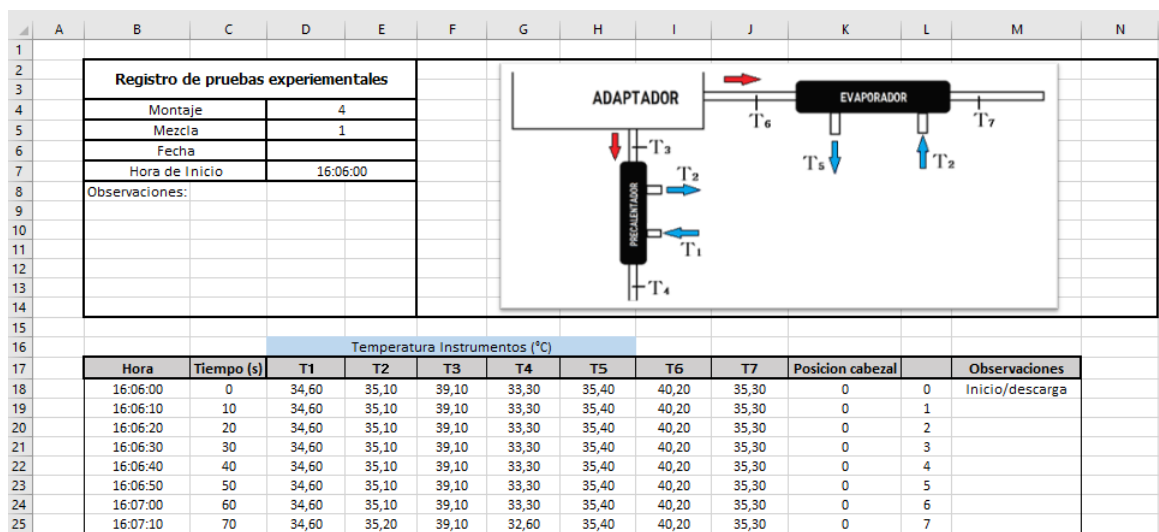 A B C D E F G H I J K L M N
1
2
3 Registro de pruebas experiementales
4 Montaje 4
5 Mezcla 1
6 Fecha
7 Hora de Inicio 16:06:00
8 Observaciones:
9
10
11
12
13
14
ADAPTADOR
EVAPORADOR
T6
T7
T3
T5
T2
T2
PRECALENTADOR
T1
T4
15
16 Temperatura Instrumentos (°C)
17 Hora Tiempo (s) T1 T2 T3 T4 T5 T6 T7 Posicion cabezal Observaciones
18 16:06:00 0 34,60 35,10 39,10 33,30 35,40 40,20 35,30 0 0 Inicio/descarga
19 16:06:10 10 34,60 35,10 39,10 33,30 35,40 40,20 35,30 0 1
20 16:06:20 20 34,60 35,10 39,10 33,30 35,40 40,20 35,30 0 2
21 16:06:30 30 34,60 35,10 39,10 33,30 35,40 40,20 35,30 0 3
22 16:06:40 40 34,60 35,10 39,10 33,30 35,40 40,20 35,30 0 4
23 16:06:50 50 34,60 35,10 39,10 33,30 35,40 40,20 35,30 0 5
24 16:07:00 60 34,60 35,10 39,10 33,30 35,40 40,20 35,30 0 6
25 16:07:10 70 34,60 35,20 39,10 32,60 35,40 40,20 35,30 0 7